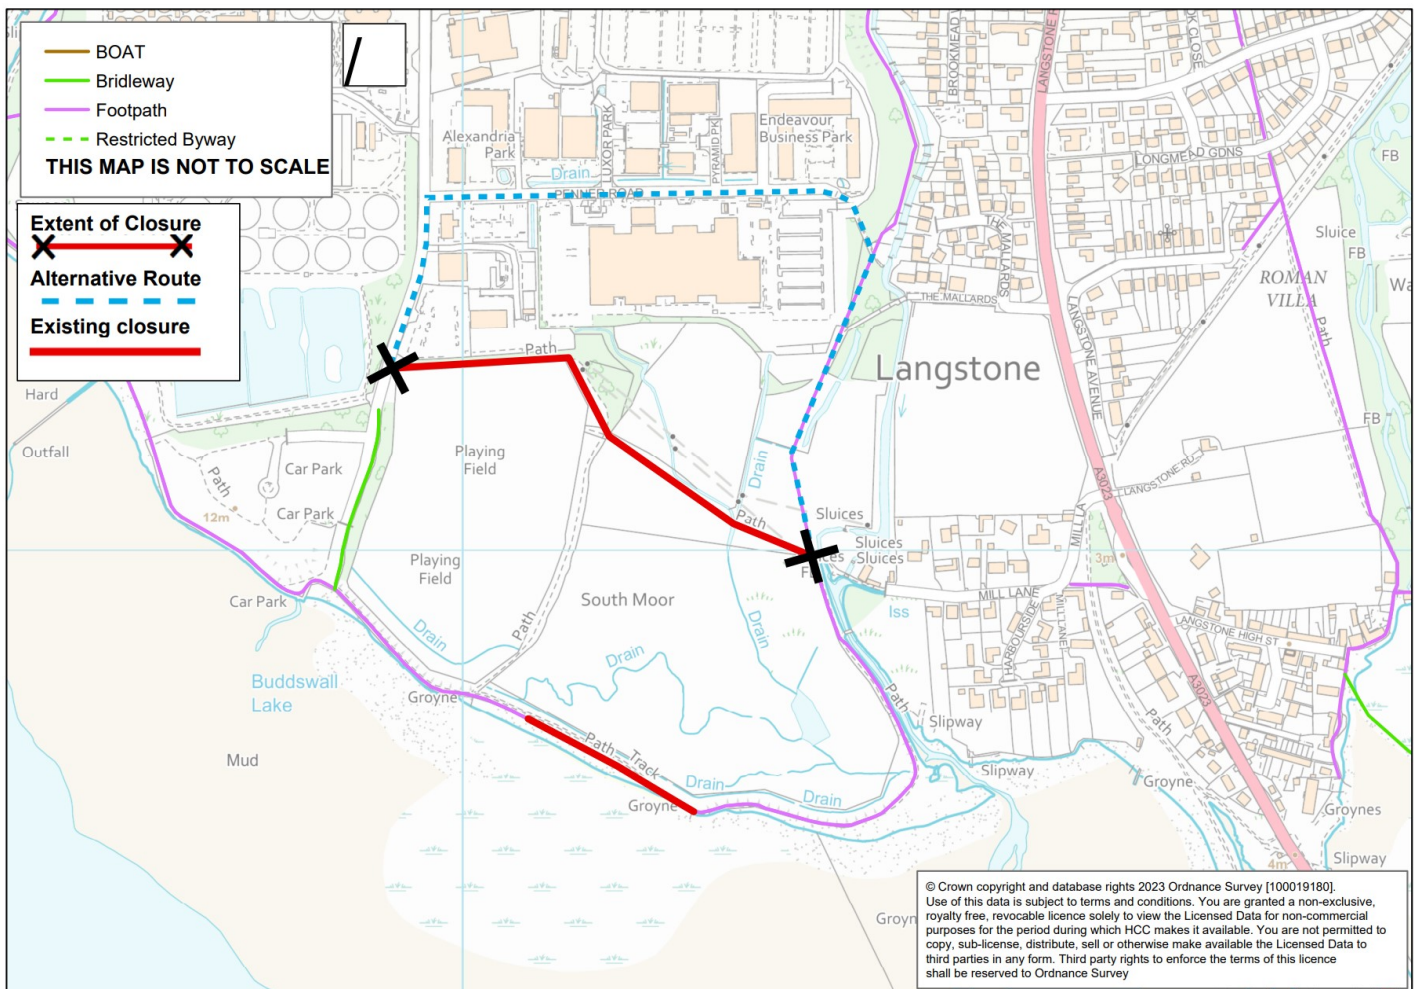 BOAT
Bridleway
Footpath
Restricted Byway
THIS MAP IS NOT TO SCALE
Extent of Closure
Alternative Route
Existing closure
Alexandria
Park
Drain
LUXOR PARK
PYRAMID PK
Endeavour
Business Park
PENNER ROAD
BROOKMEAD
LANGSTONE R
OK CLOSE
LONGMEAD GDNS
FB
THE MALLARDS
THE MALLARDS
Sluice
FB
ROMAN
VILLA
Wa
Path
LANGSTONE AVENUE
Langstone
Path
Hard
Outfall
Playing
Field
Car Park
Path
Car Park
12m
Drain
FB
A3023
LANGSTONE RD
Path
Sluices
Sluices
Sluices
MILL LA
3m
Playing
Field
South Moor
Car Park
Path
Drain
Drain
Iss
MILL LANE
HARBOURSIDE
MILL LANE
LANGSTONE HIGH ST
Buddswall
Lake
Drain
Groyne
Path
Slipway
A3023
Path
Mud
Path
Track
Drain
Drain
Slipway
Groyne
Groyne
Groynes
4m
Slipway
Groyn
© Crown copyright and database rights 2023 Ordnance Survey [100019180].
Use of this data is subject to terms and conditions. You are granted a non-exclusive,
royalty free, revocable licence solely to view the Licensed Data for non-commercial
purposes for the period during which HCC makes it available. You are not permitted to
copy, sub-license, distribute, sell or otherwise make available the Licensed Data to
third parties in any form. Third party rights to enforce the terms of this licence
shall be reserved to Ordnance Survey